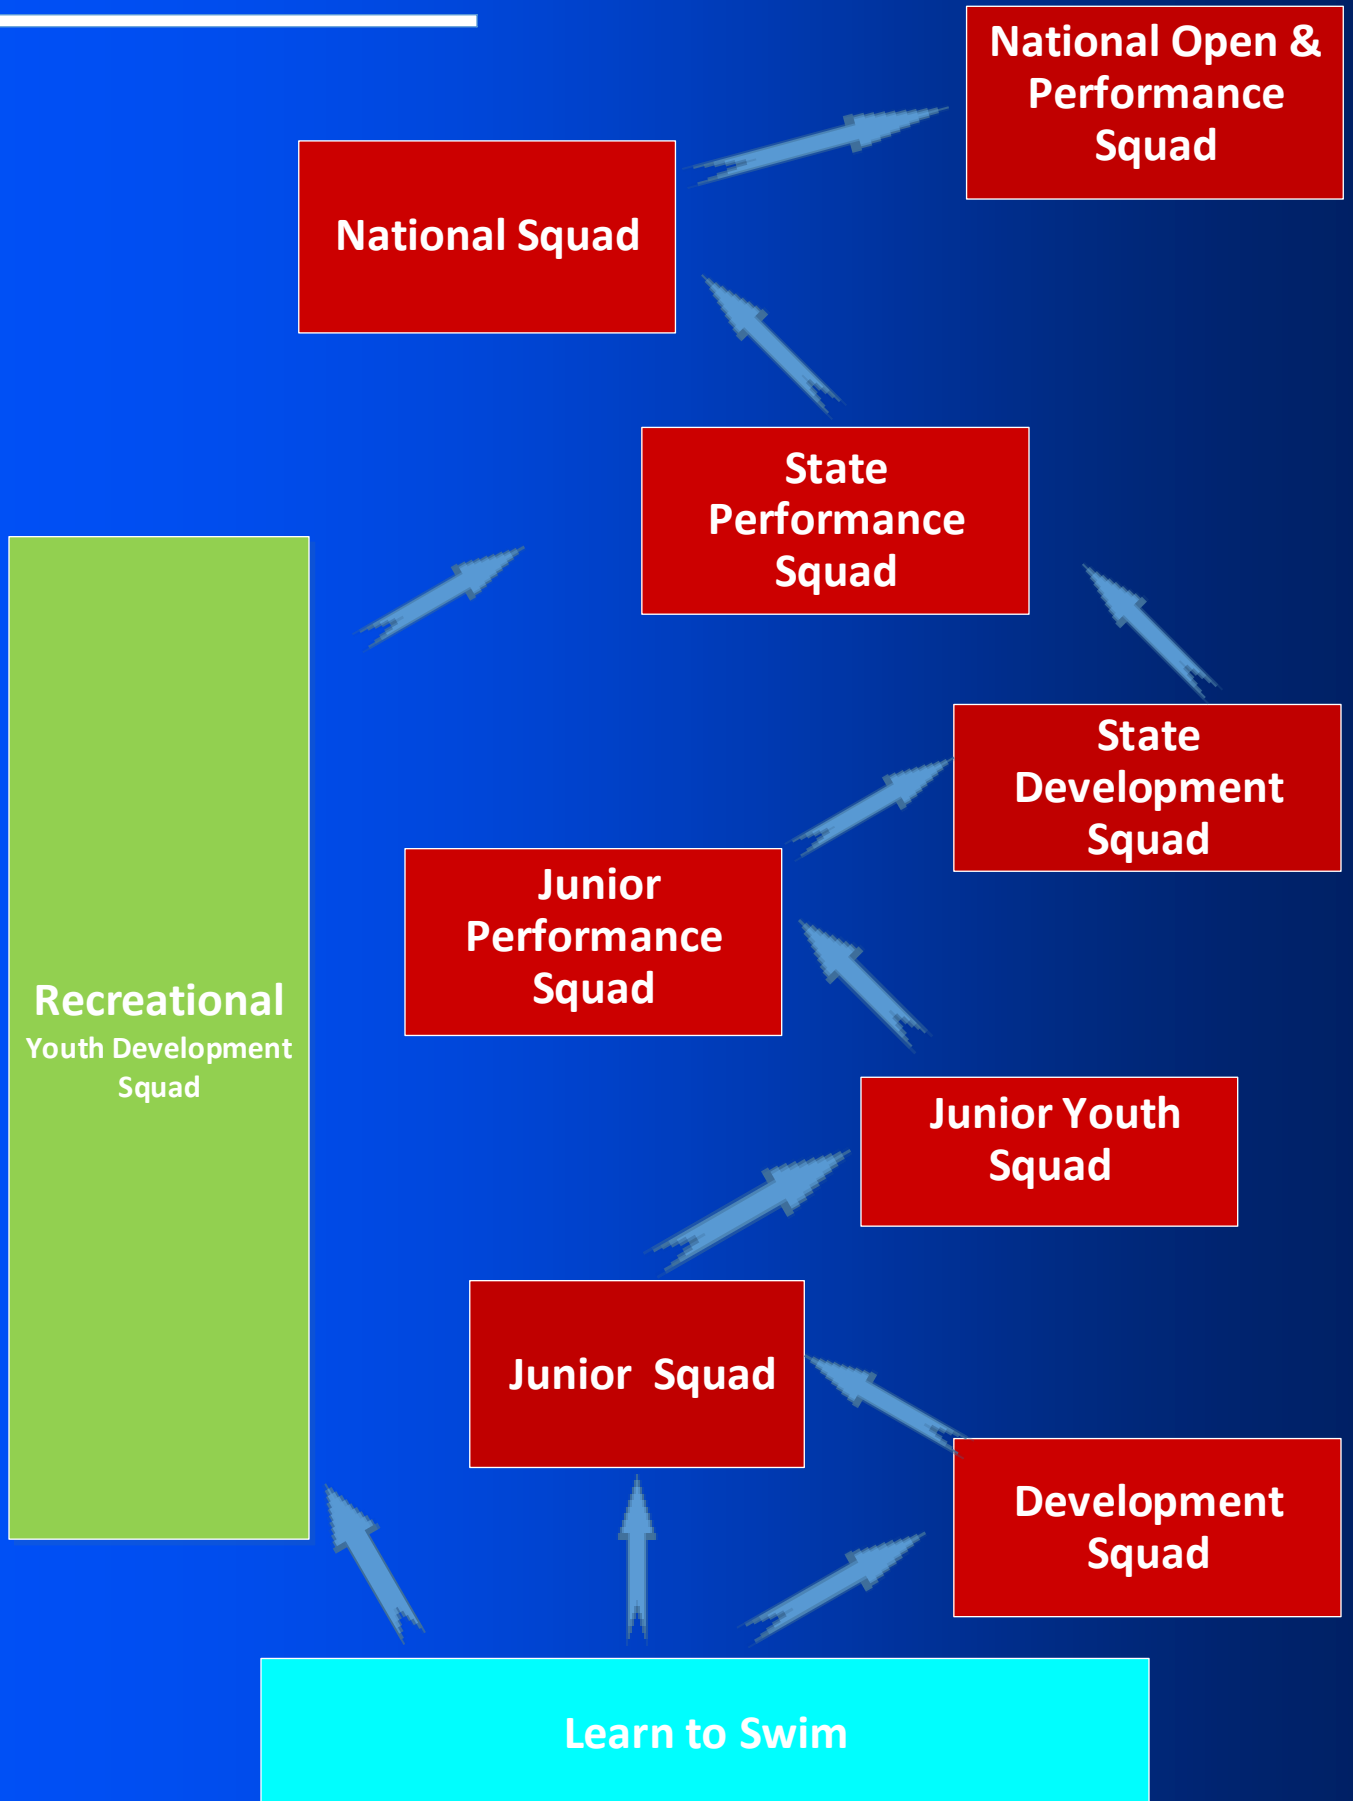 National Open &
Performance
Squad
National Squad
State
Performance
Squad
State
Development
Squad
Junior
Performance
Squad
Recreational
Youth Development
Squad
Junior Youth
Squad
Junior  Squad
Development
Squad
Learn to Swim